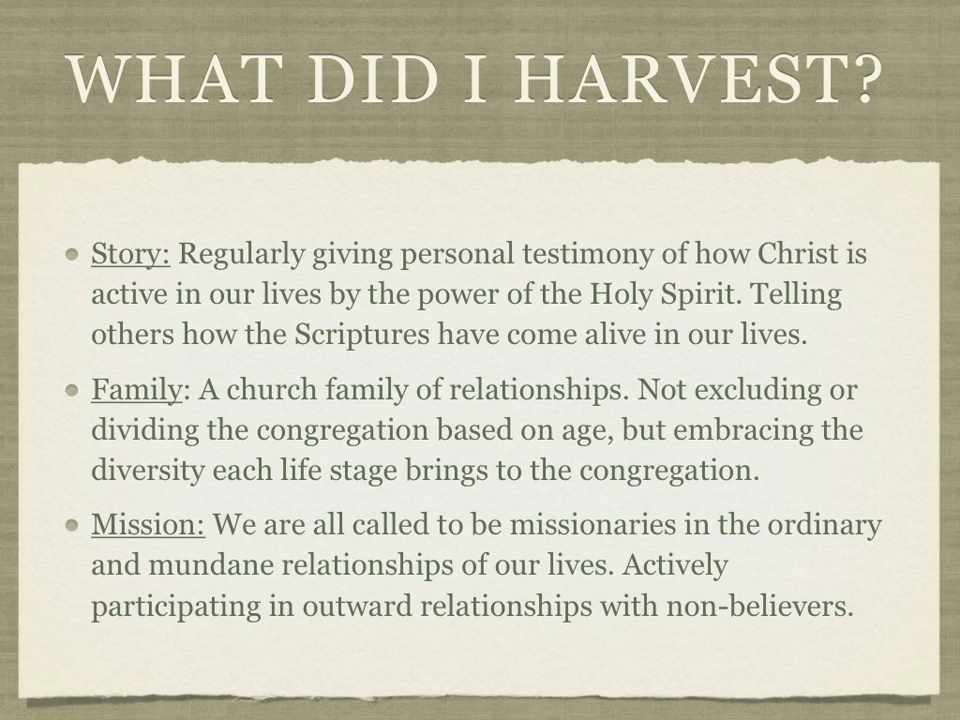 WHAT DID I HARVEST?
Story: Regularly giving personal testimony of how Christ is
active in our lives by the power of the Holy Spirit. Telling
others how the Scriptures have come alive in our lives.
Family: A church family of relationships. Not excluding or
dividing the congregation based on age, but embracing the
diversity each life stage brings to the congregation.
Mission: We are all called to be missionaries in the ordinary
and mundane relationships of our lives. Actively
participating in outward relationships with non-believers.